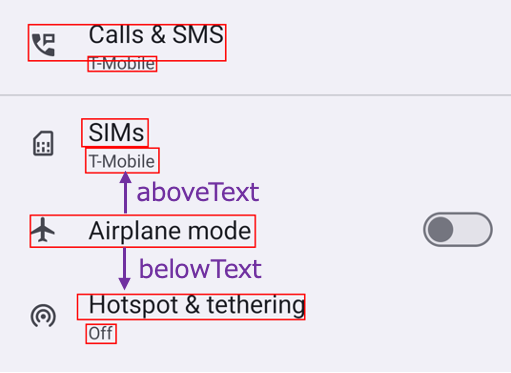 Calls & SMS
T-Mobile
SIMs
T-Mobile
aboveText
Airplane mode
belowText
Hotspot & tethering
Off